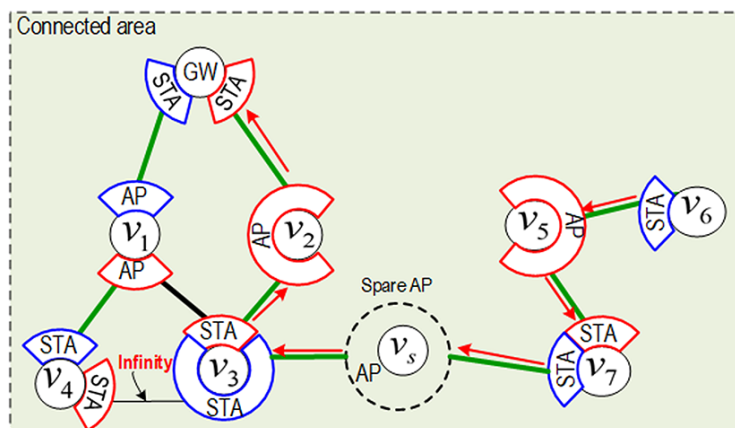 Connected area
GW
STA
STA
AP
v1
AP
AP
v2
v5
AP
STA
v6
Spare AP
STA
v4
STA
Infinity
STA
v3
STA
AP
vs
STA
STA
v7